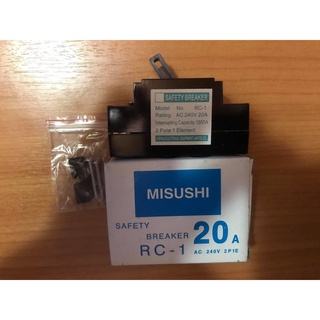 SAFETY BREAKER
Model No. RC-1
Rating AC 240V 20A
Interrupting Capacity
2 Pole 1 Element
MISUSHI
SAFETY
BREAKER
RC-1
20A
AC 240V 2P1E